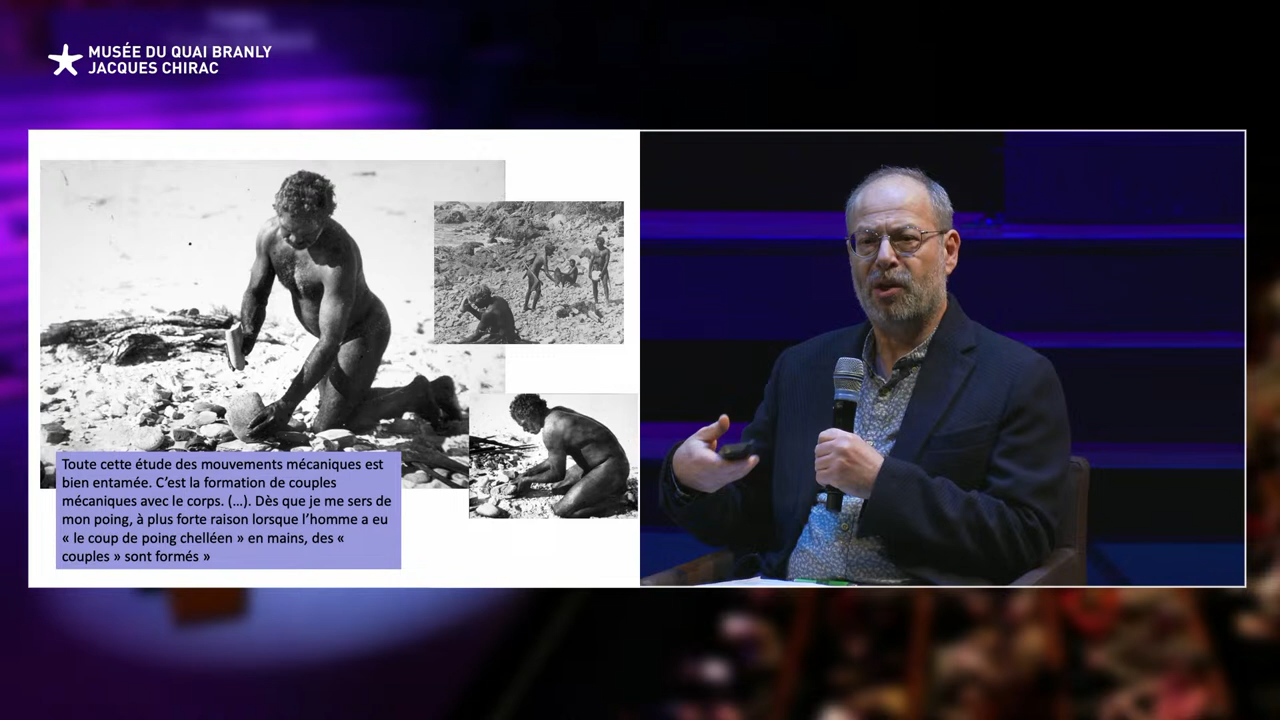 MUSÉE DU QUAI BRANLY
JACQUES CHIRAC
Toute cette étude des mouvements mécaniques est
bien entamée. C’est la formation de couples
mécaniques avec le corps. (…). Dès que je me sers de
mon poing, à plus forte raison lorsque l’homme a eu
« le coup de poing chelléen » en mains, des «
couples » sont formés »